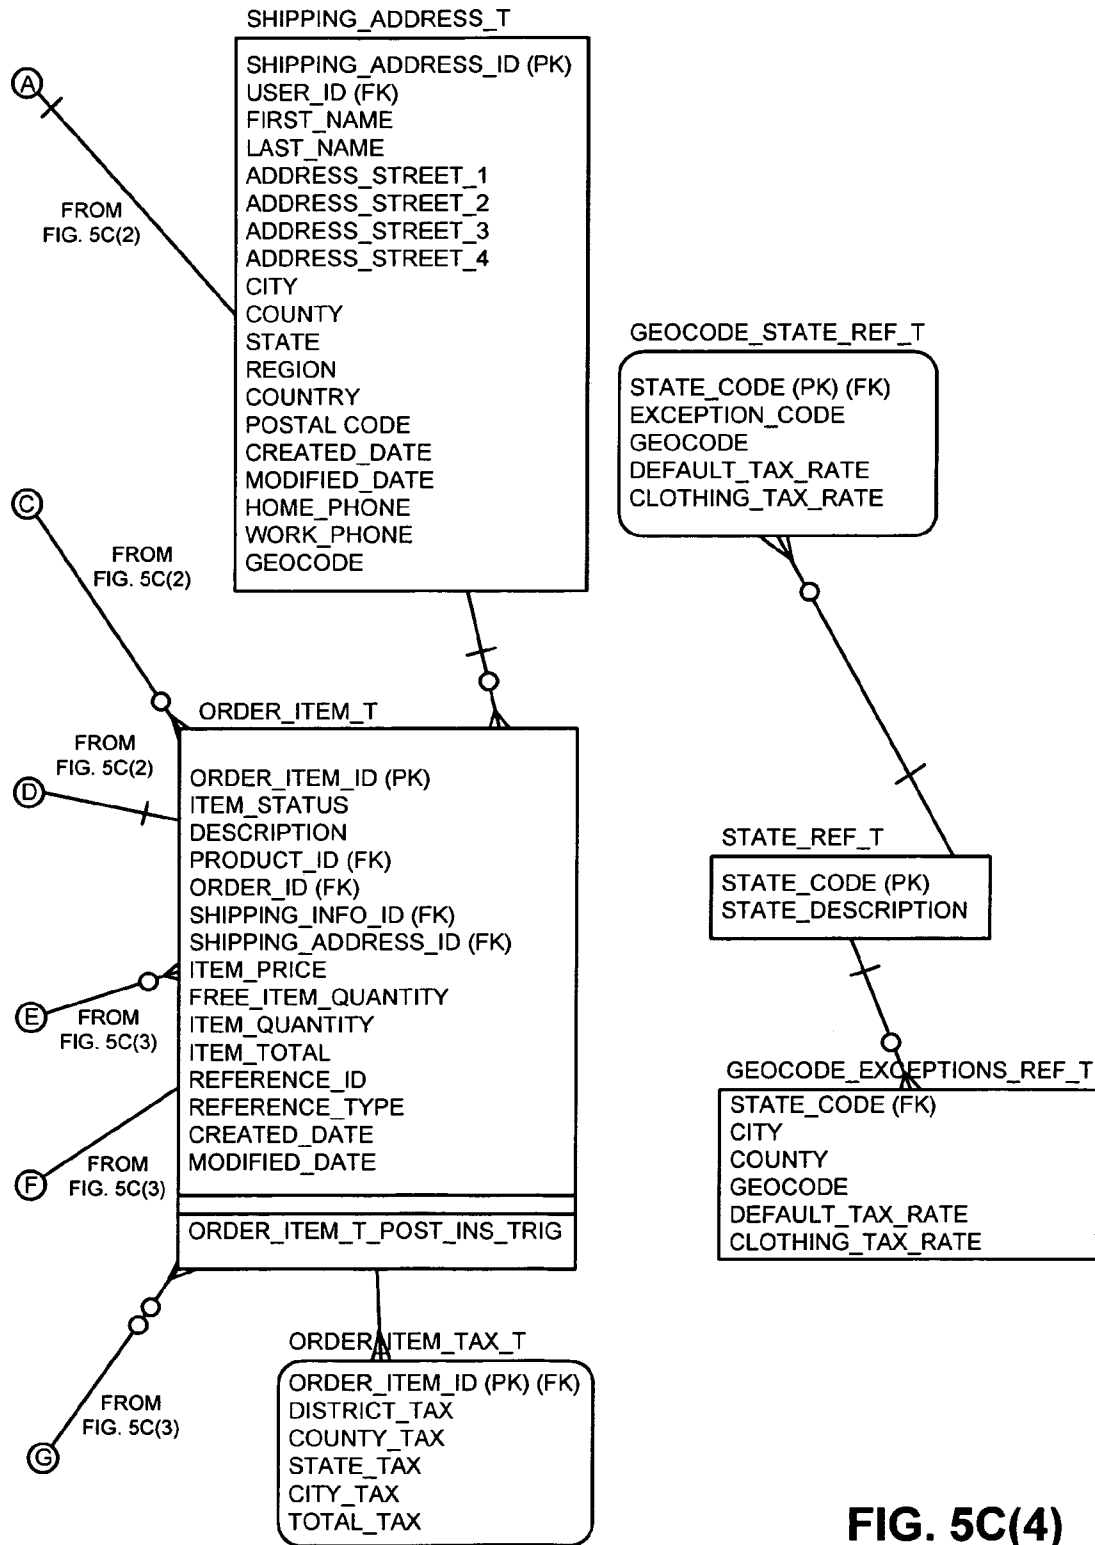 SHIPPING_ADDRESS_T
SHIPPING_ADDRESS_ID (PK)
USER_ID (FK)
FIRST_NAME
LAST_NAME
ADDRESS_STREET_1
ADDRESS_STREET_2
ADDRESS_STREET_3
ADDRESS_STREET_4
CITY
COUNTY
STATE
REGION
COUNTRY
POSTAL CODE
CREATED_DATE
MODIFIED_DATE
HOME_PHONE
WORK_PHONE
GEOCODE
A
FROM
FIG. 5C(2)
GEOCODE_STATE_REF_T
STATE_CODE (PK) (FK)
EXCEPTION_CODE
GEOCODE
DEFAULT_TAX_RATE
CLOTHING_TAX_RATE
C
FROM
FIG. 5C(2)
ORDER_ITEM_T
FROM
FIG. 5C(2)
D
ORDER_ITEM_ID (PK)
ITEM_STATUS
DESCRIPTION
PRODUCT_ID (FK)
ORDER_ID (FK)
SHIPPING_INFO_ID (FK)
SHIPPING_ADDRESS_ID (FK)
ITEM_PRICE
FREE_ITEM_QUANTITY
ITEM_QUANTITY
ITEM_TOTAL
REFERENCE_ID
REFERENCE_TYPE
CREATED_DATE
MODIFIED_DATE
ORDER_ITEM_T_POST_INS_TRIG
E
FROM
FIG. 5C(3)
F
FROM
FIG. 5C(3)
G
FROM
FIG. 5C(3)
STATE_REF_T
STATE_CODE (PK)
STATE_DESCRIPTION
GEOCODE_EXCEPTIONS_REF_T
STATE_CODE (FK)
CITY
COUNTY
GEOCODE
DEFAULT_TAX_RATE
CLOTHING_TAX_RATE
ORDER_ITEM_TAX_T
ORDER_ITEM_ID (PK) (FK)
DISTRICT_TAX
COUNTY_TAX
STATE_TAX
CITY_TAX
TOTAL_TAX
FIG. 5C(4)